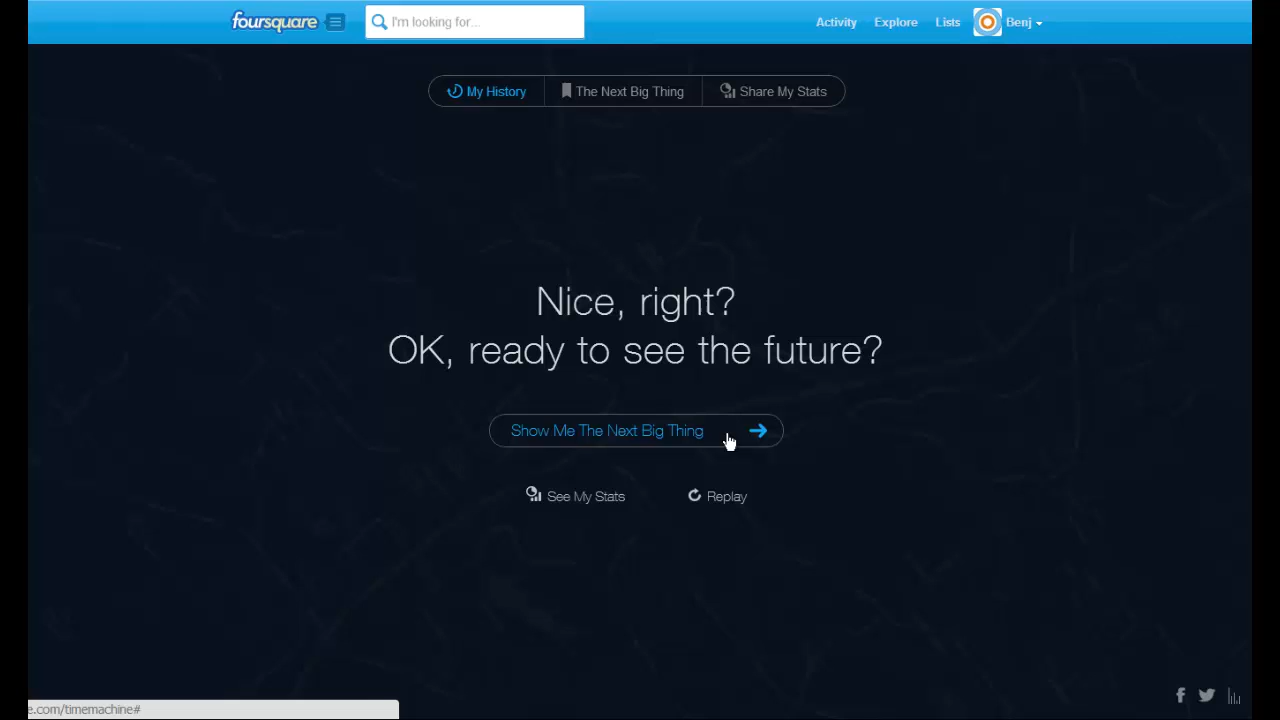 foursquare
I'm looking for...
Activity
Explore
Lists
Benj
My History
The Next Big Thing
Share My Stats
Nice, right?
OK, ready to see the future?
Show Me The Next Big Thing
See My Stats
Replay
e.com/timemachine#